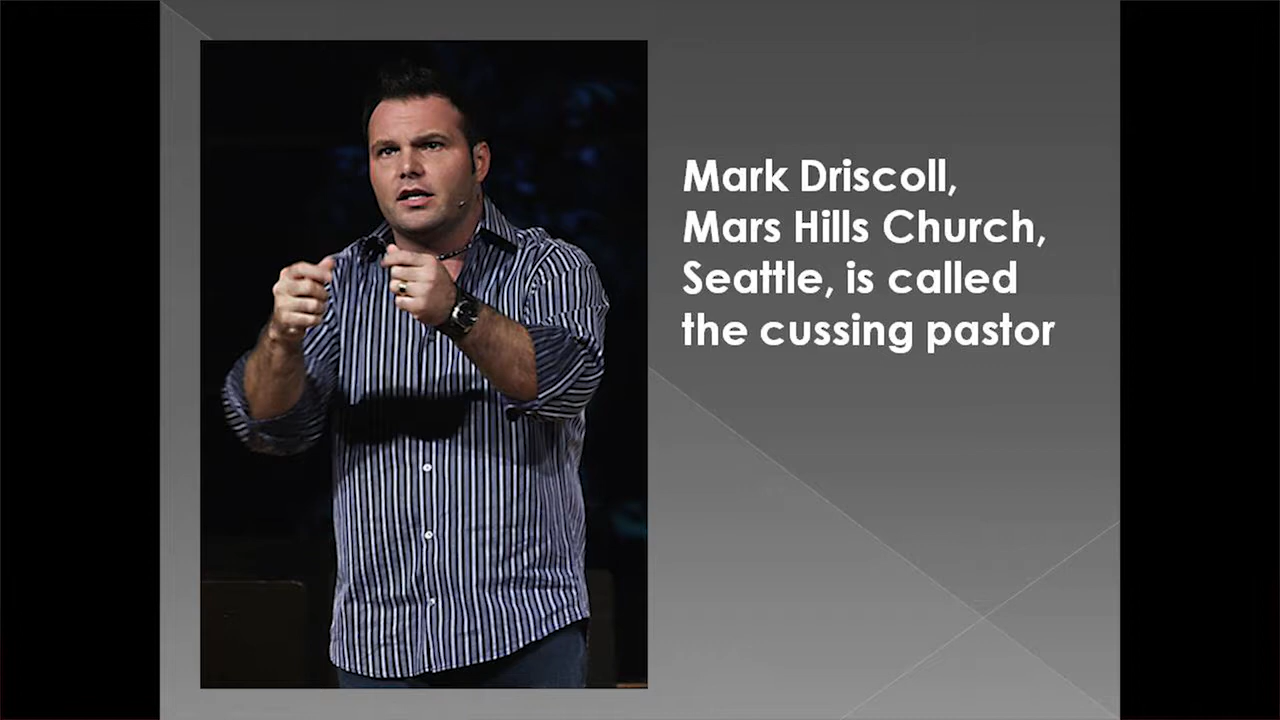 Mark Driscoll,
Mars Hills Church,
Seattle, is called
the cussing pastor